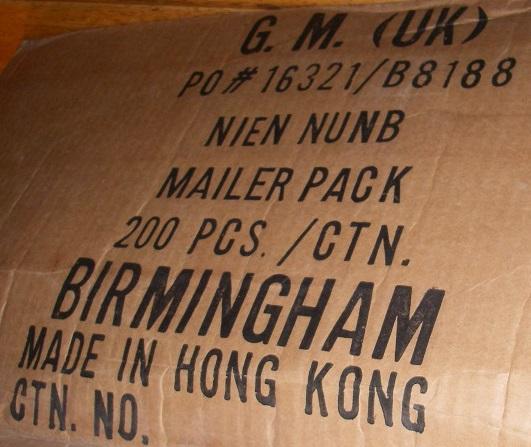 G. M. (UK)
PO# 16321/B8188
NIEN NUNB
MAILER PACK
200 PCS. /CTN.
BIRMINGHAM
MADE IN HONG KONG
CTN. NO.